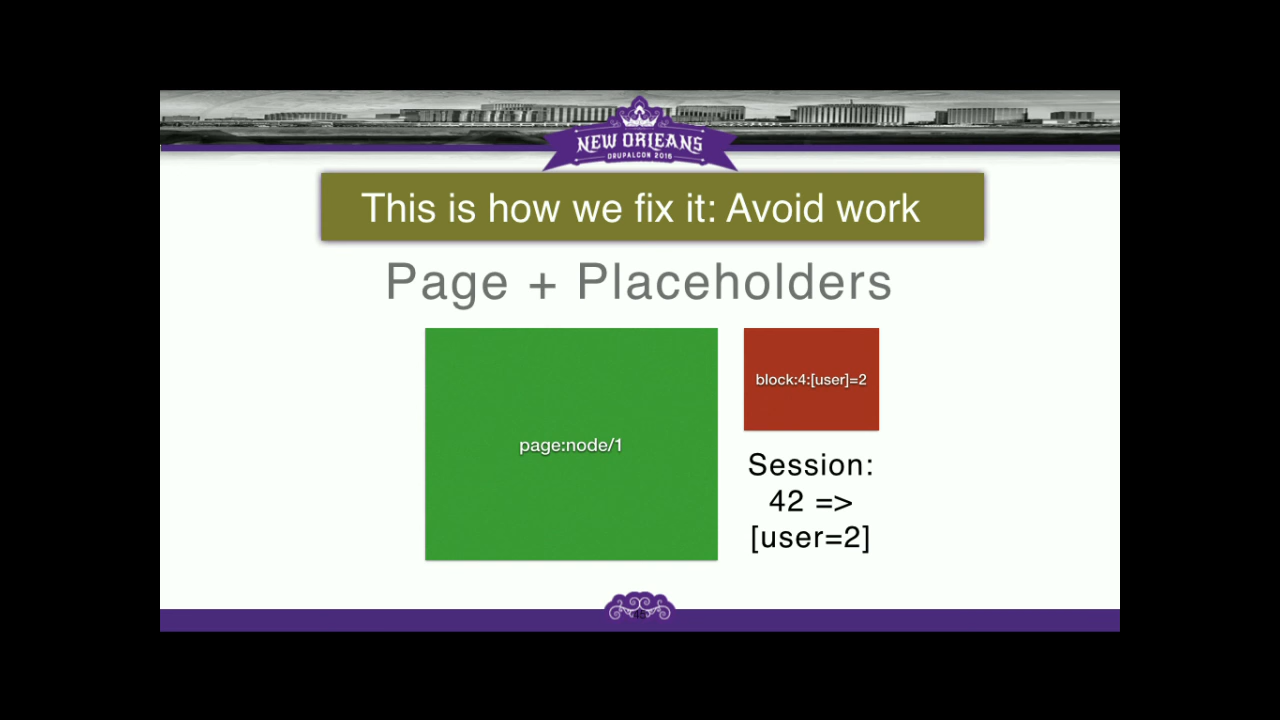 NEW ORLEANS
DRUPALCON 2016
This is how we fix it: Avoid work
Page + Placeholders
page:node/1
block:4:[user]=2
Session:
42 =>
[user=2]